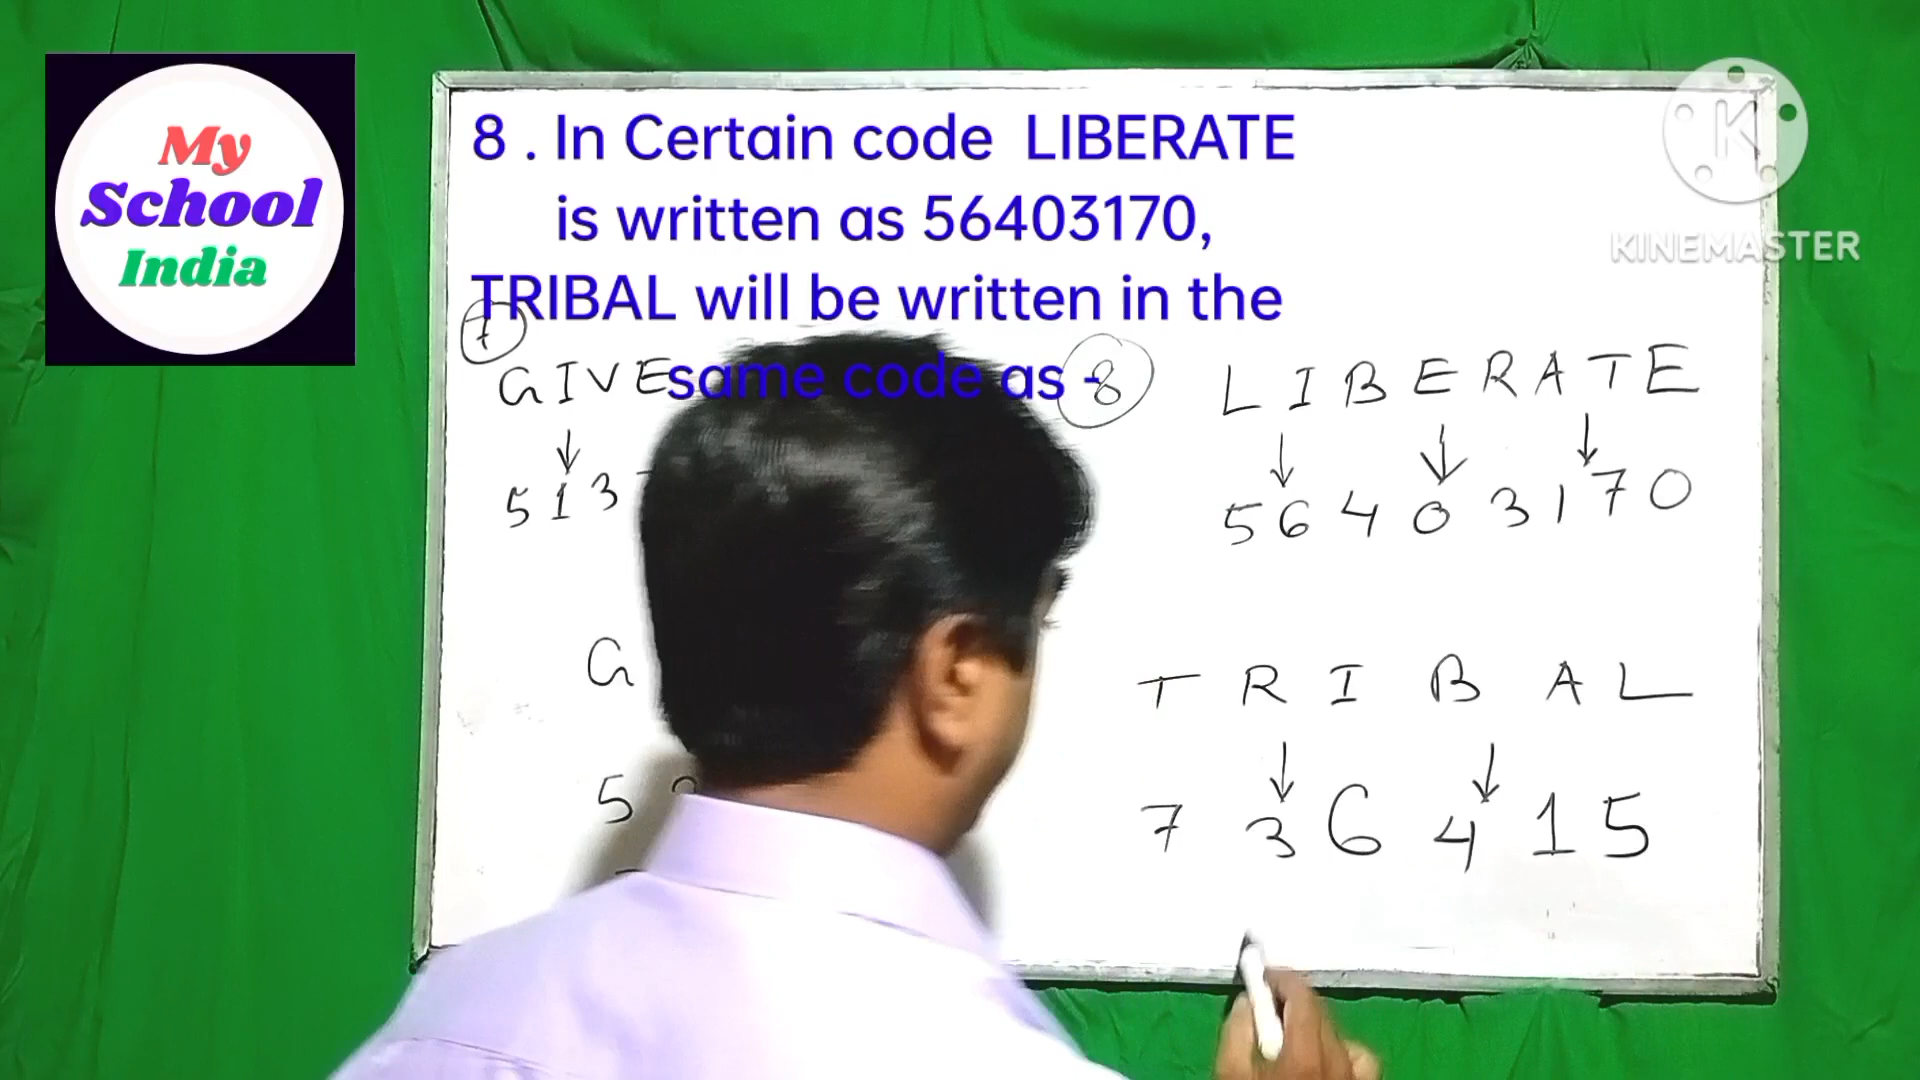 My
School
India
8 . In Certain code LIBERATE
is written as 56403170,
TRIBAL will be written in the
same code as -
KINEMASTER
7
GIVE
5 1 3
G
5
8
LIBERATE
5 6 4 0 3 1 7 0
T R I B A L
7 3 6 4 1 5